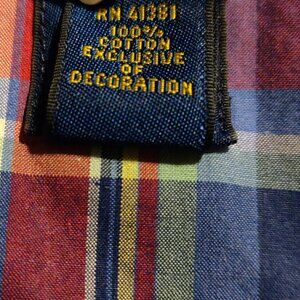 RN 41381
100%
COTTON
EXCLUSIVE
OF
DECORATION